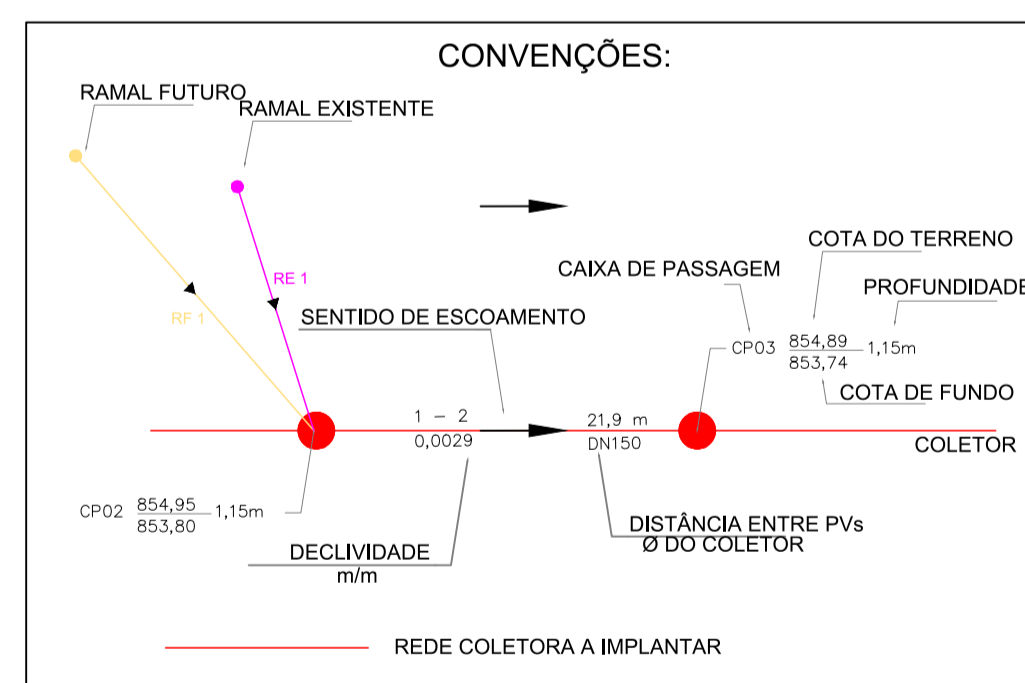 CONVENÇÕES:
RAMAL FUTURO
RAMAL EXISTENTE
COTA DO TERRENO
CAIXA DE PASSAGEM
PROFUNDIDADE
RE 1
RF 1
SENTIDO DE ESCOAMENTO
CP03 854,89 1,15m
853,74
COTA DE FUNDO
1 – 2
0,0029
21,9 m
DN150
COLETOR
CP02 854,95 1,15m
853,80
DISTÂNCIA ENTRE PVs
Ø DO COLETOR
DECLIVIDADE
m/m
REDE COLETORA A IMPLANTAR